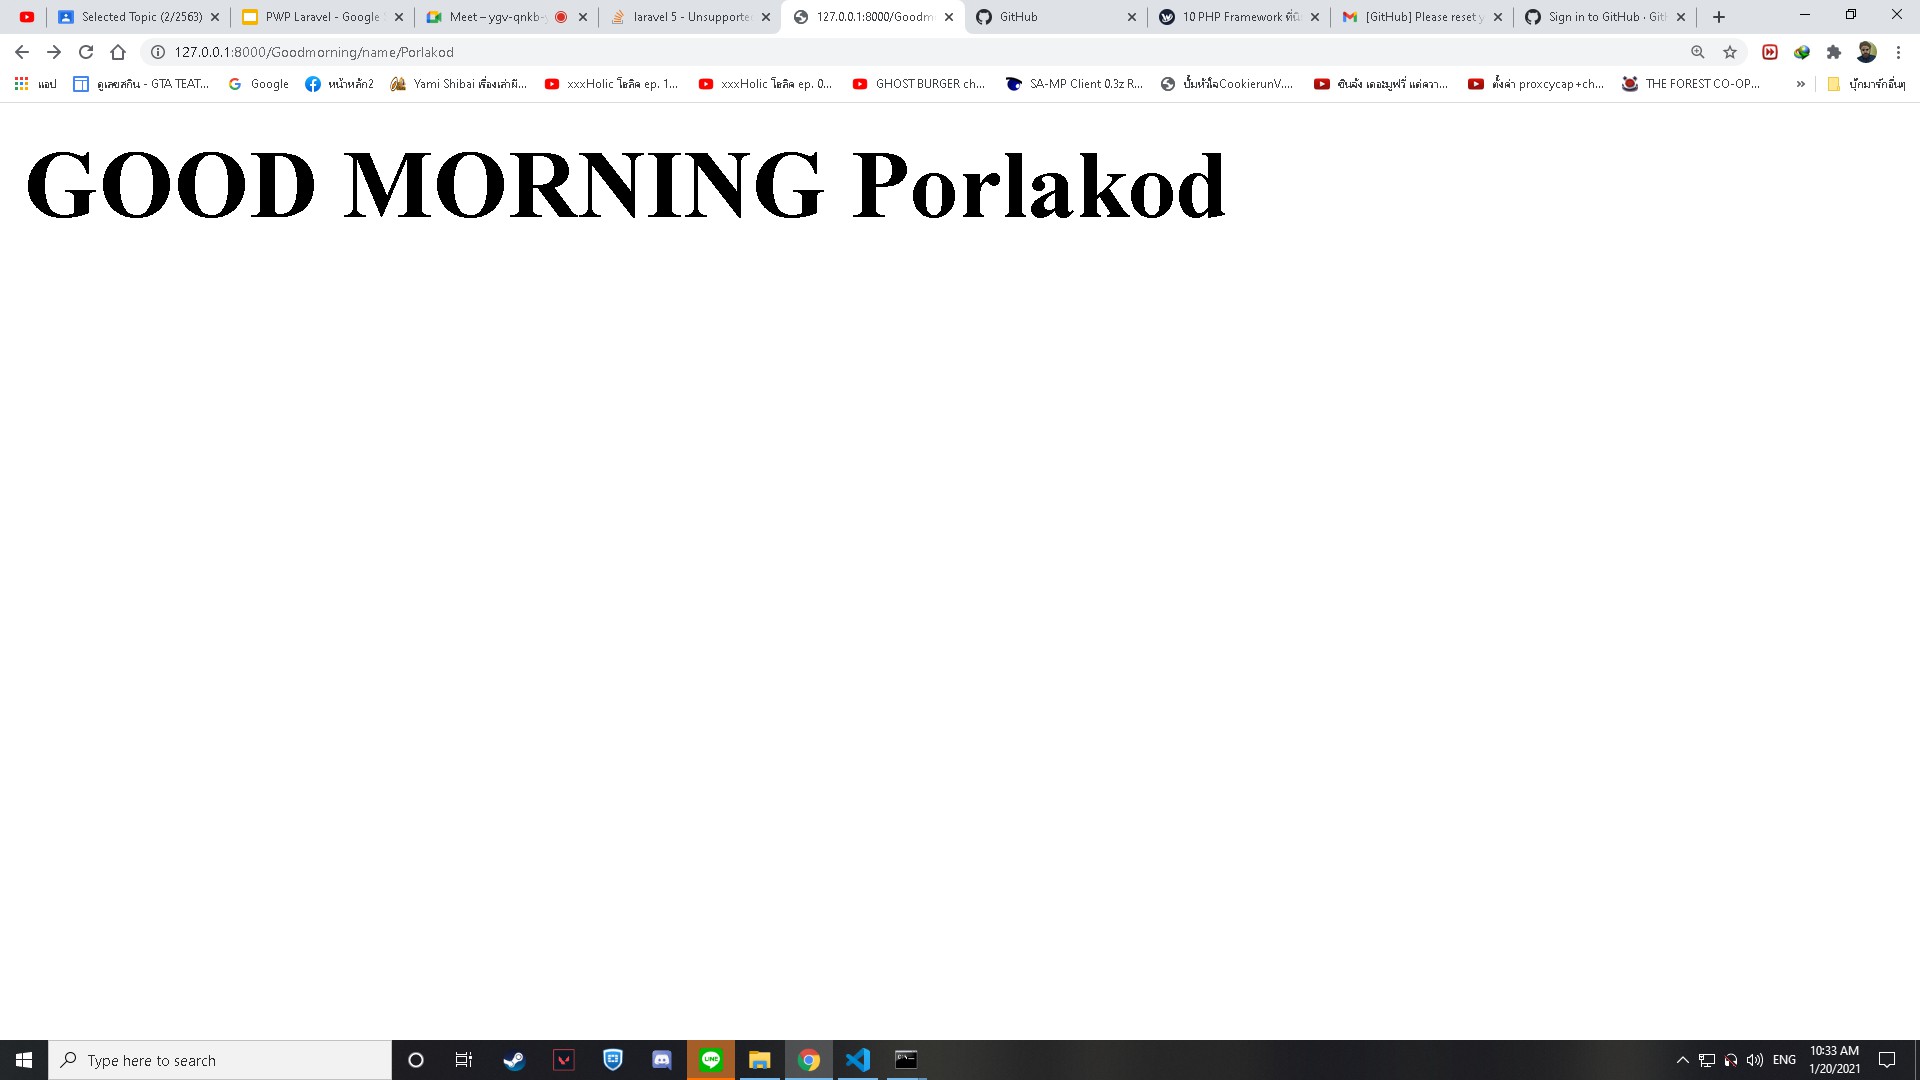 Selected Topic (2/2563)
PWP Laravel - Google
Meet – ygv-qnkb-
laravel 5 - Unsupporte
127.0.0.1:8000/Goodm
GitHub
10 PHP Framework ที่นิ
[GitHub] Please reset y
Sign in to GitHub · Git
127.0.0.1:8000/Goodmorning/name/Porlakod
แอป
ดูเลขสกิน - GTA TEAT...
Google
หน้าหลัก2
Yami Shibai เรื่องเล่าผี...
xxxHolic โฮลิค ep. 1...
xxxHolic โฮลิค ep. 0...
GHOST BURGER ch...
SA-MP Client 0.3z R...
ปั๊มหัวใจCookierunV....
ซินจัง เดอะมูฟวี่ แด่ควา...
ตั้งค่า proxcycap+ch...
THE FOREST CO-OP...
»
บุ๊กมาร์กอื่นๆ
GOOD MORNING Porlakod
Type here to search
LINE
ENG
10:33 AM
1/20/2021